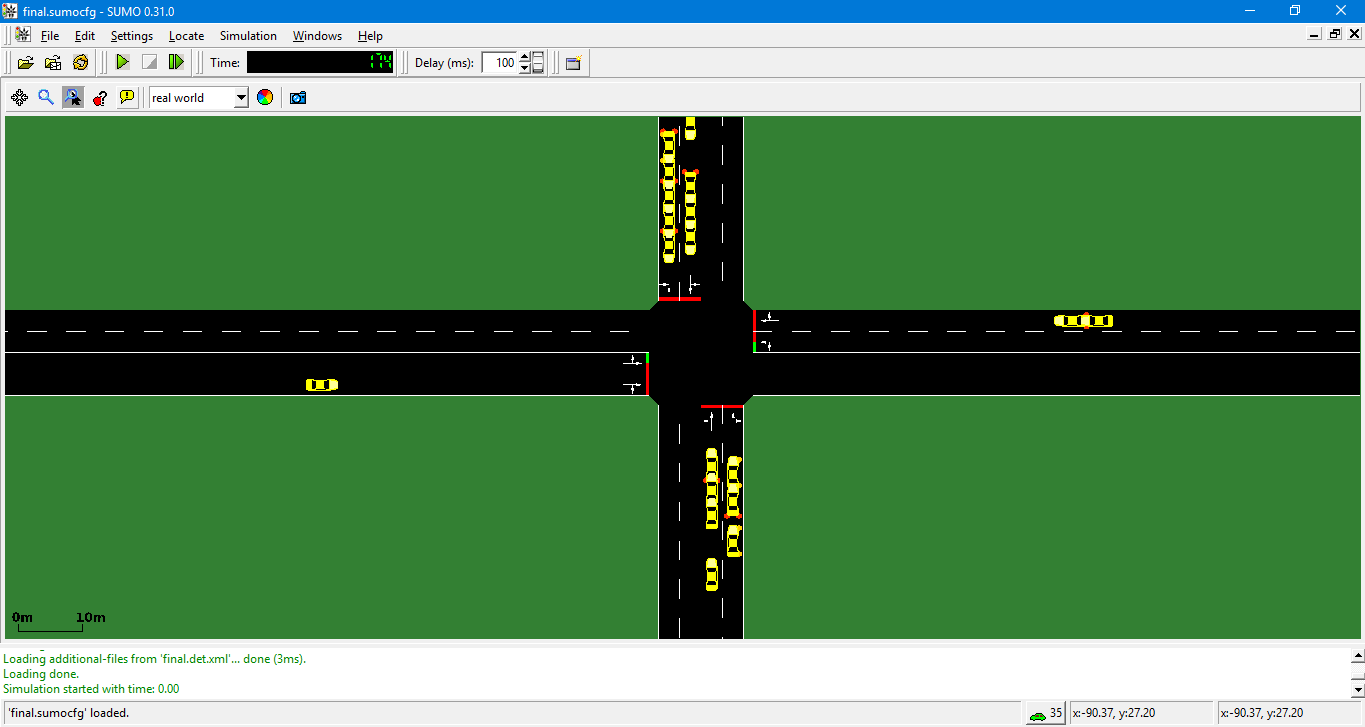 final.sumocfg - SUMO 0.31.0
File Edit Settings Locate Simulation Windows Help
Time: 174 Delay (ms): 100
real world
0m 10m
Loading additional-files from 'final.det.xml'... done (3ms).
Loading done.
Simulation started with time: 0.00
'final.sumocfg' loaded. 35 x:-90.37, y:27.20 x:-90.37, y:27.20